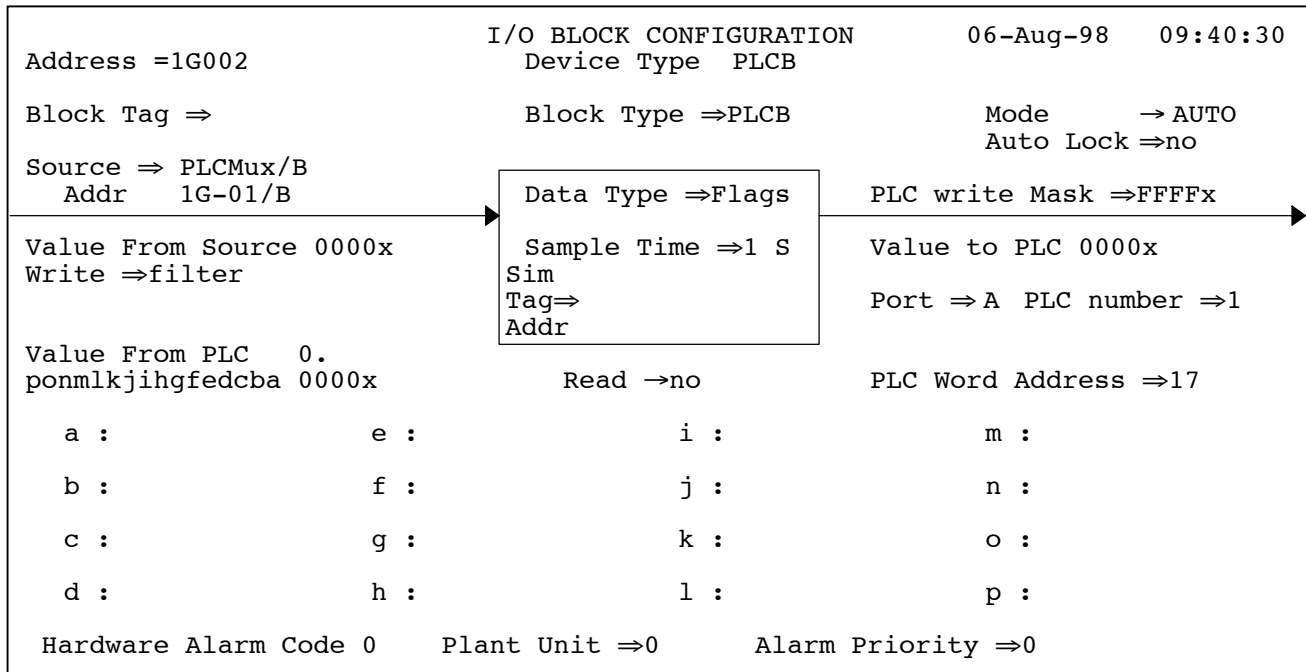 I/O BLOCK CONFIGURATION 06-Aug-98 09:40:30
Address =1G002 Device Type PLCB
Block Tag ⇒ Block Type ⇒PLCB Mode → AUTO
Auto Lock ⇒no
Source ⇒ PLCMux/B
Addr 1G-01/B Data Type ⇒Flags PLC write Mask ⇒FFFFx
Value From Source 0000x Sample Time ⇒1 S Value to PLC 0000x
Write ⇒filter Sim
Tag⇒ Port ⇒ A PLC number ⇒1
Addr
Value From PLC 0.
ponmlkjihgfedcba 0000x Read →no PLC Word Address ⇒17
a : e : i : m :
b : f : j : n :
c : g : k : o :
d : h : l : p :
Hardware Alarm Code 0 Plant Unit ⇒0 Alarm Priority ⇒0